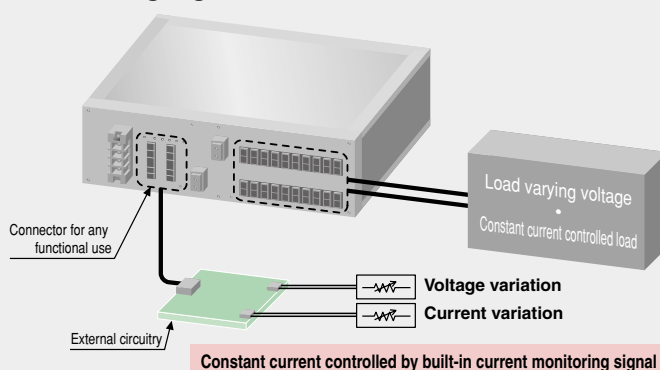 Load varying voltage
•
Constant current controlled load
Connector for any
functional use
Voltage variation
Current variation
External circuitry
Constant current controlled by built-in current monitoring signal